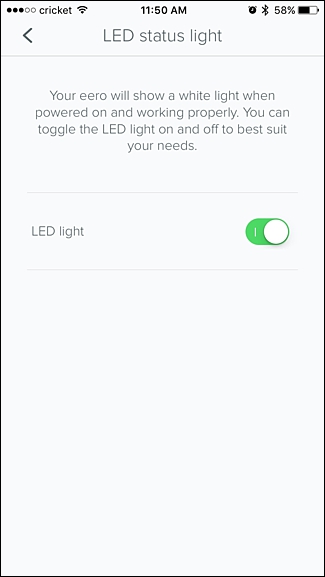 cricket 11:50 AM 58%
LED status light
Your eero will show a white light when
powered on and working properly. You can
toggle the LED light on and off to best suit
your needs.
LED light